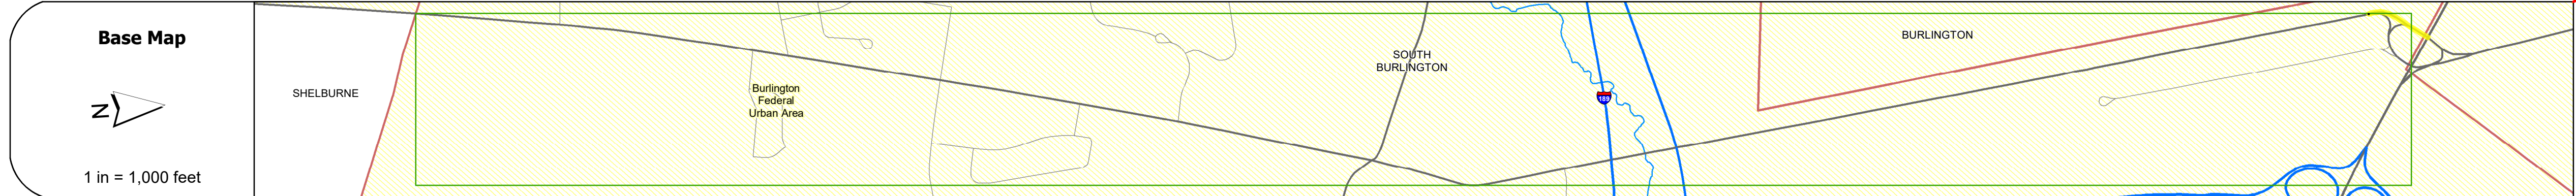 Base Map
N
1 in = 1,000 feet
SHELBURNE
Burlington
Federal
Urban Area
SOUTH
BURLINGTON
189
BURLINGTON